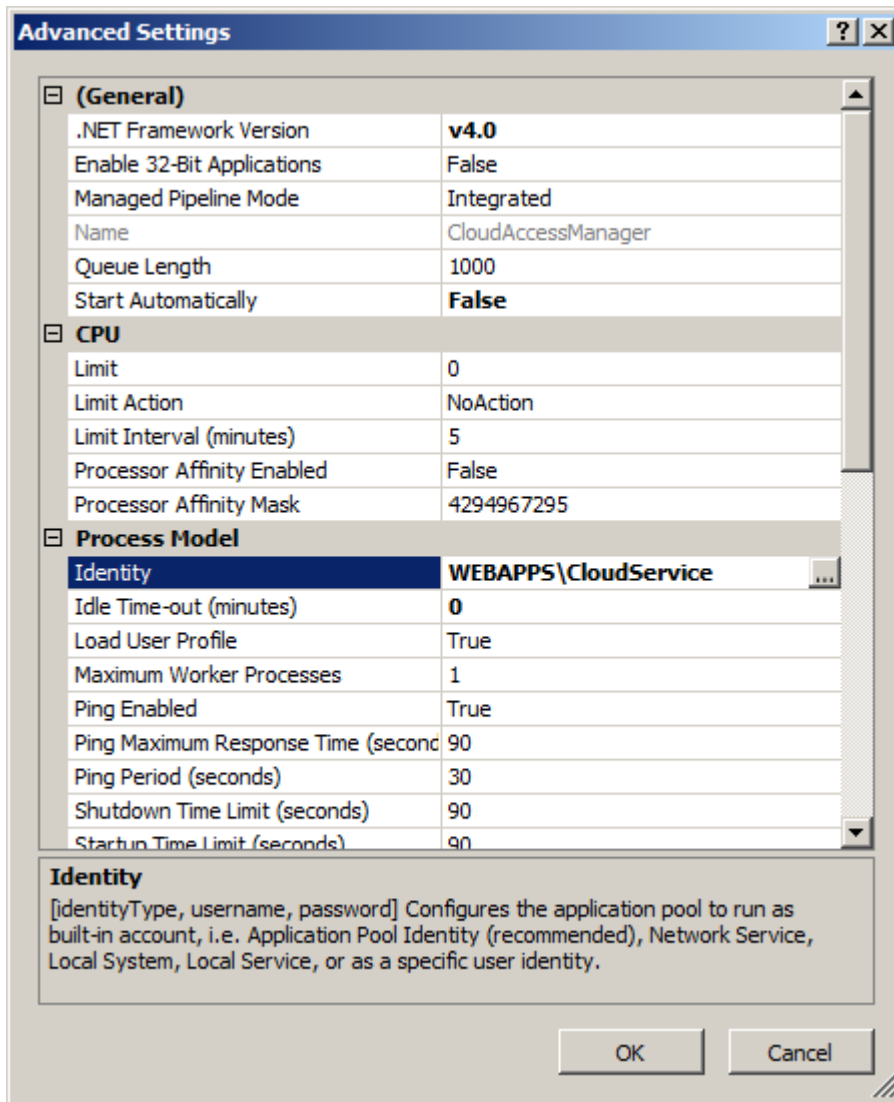 Advanced Settings
(General)
.NET Framework Version v4.0
Enable 32-Bit Applications False
Managed Pipeline Mode Integrated
Name CloudAccessManager
Queue Length 1000
Start Automatically False
CPU
Limit 0
Limit Action NoAction
Limit Interval (minutes) 5
Processor Affinity Enabled False
Processor Affinity Mask 4294967295
Process Model
Identity WEBAPPS\CloudService ...
Idle Time-out (minutes) 0
Load User Profile True
Maximum Worker Processes 1
Ping Enabled True
Ping Maximum Response Time (second 90
Ping Period (seconds) 30
Shutdown Time Limit (seconds) 90
Startup Time Limit (seconds) 90
Identity
[identityType, username, password] Configures the application pool to run as
built-in account, i.e. Application Pool Identity (recommended), Network Service,
Local System, Local Service, or as a specific user identity.
OK Cancel